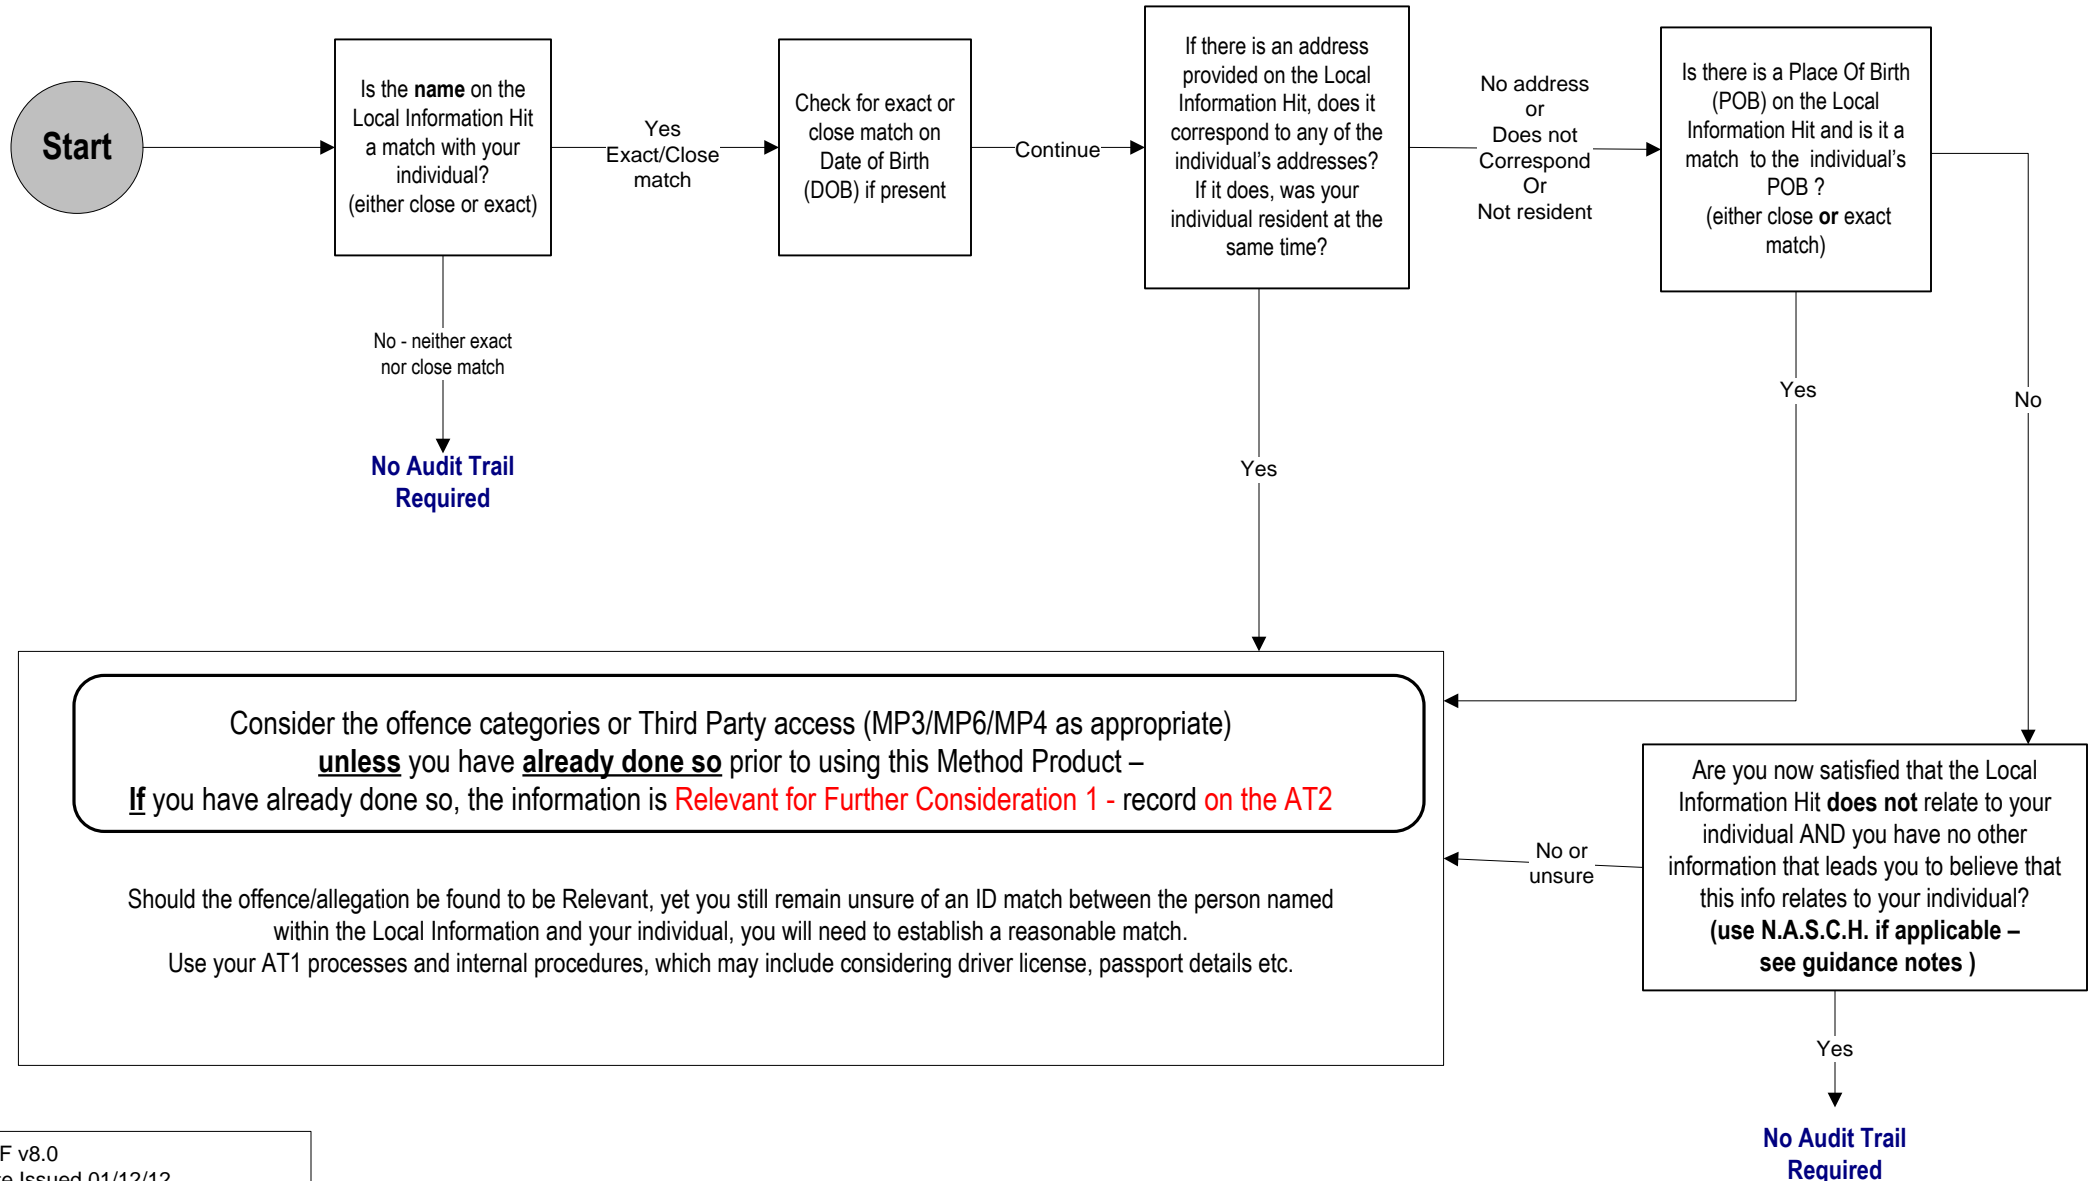 Start
Is the name on the
Local Information Hit
a match with your
individual?
(either close or exact)
Yes
Exact/Close
match
Check for exact or
close match on
Date of Birth
(DOB) if present
Continue
If there is an address
provided on the Local
Information Hit, does it
correspond to any of the
individual's addresses?
If it does, was your
individual resident at the
same time?
No address
or
Does not
Correspond
Or
Not resident
Is there is a Place Of Birth
(POB) on the Local
Information Hit and is it a
match to the individual's
POB ?
(either close or exact
match)
No - neither exact
nor close match
No Audit Trail
Required
Yes
Yes
No
Consider the offence categories or Third Party access (MP3/MP6/MP4 as appropriate)
unless you have already done so prior to using this Method Product –
If you have already done so, the information is Relevant for Further Consideration 1 - record on the AT2
Should the offence/allegation be found to be Relevant, yet you still remain unsure of an ID match between the person named
within the Local Information and your individual, you will need to establish a reasonable match.
Use your AT1 processes and internal procedures, which may include considering driver license, passport details etc.
No or
unsure
Are you now satisfied that the Local
Information Hit does not relate to your
individual AND you have no other
information that leads you to believe that
this info relates to your individual?
(use N.A.S.C.H. if applicable –
see guidance notes )
Yes
No Audit Trail
Required
F v8.0
e Issued 01/12/12